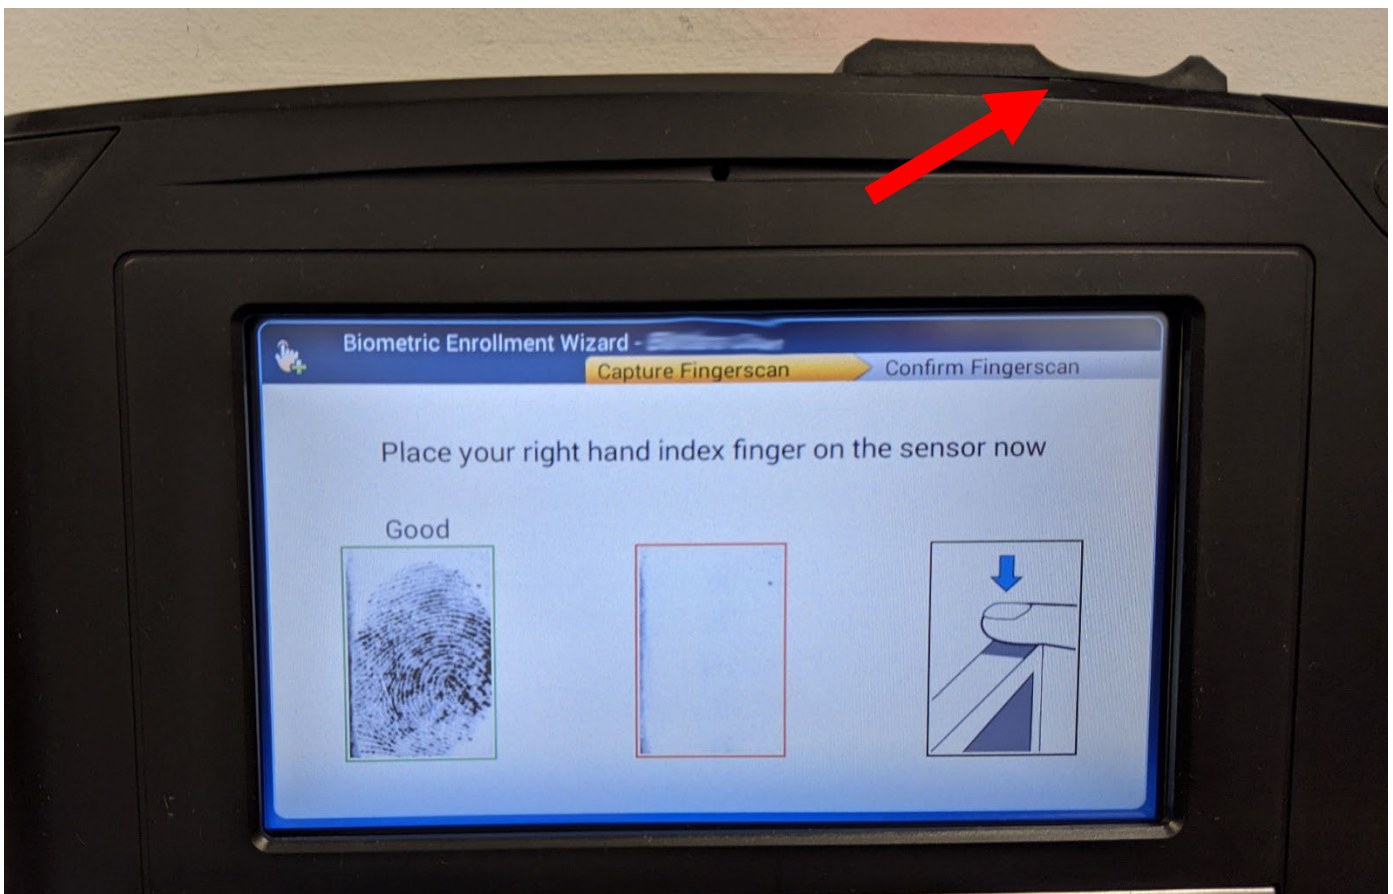 Biometric Enrollment Wizard -
Capture Fingerscan
Confirm Fingerscan
Place your right hand index finger on the sensor now
Good